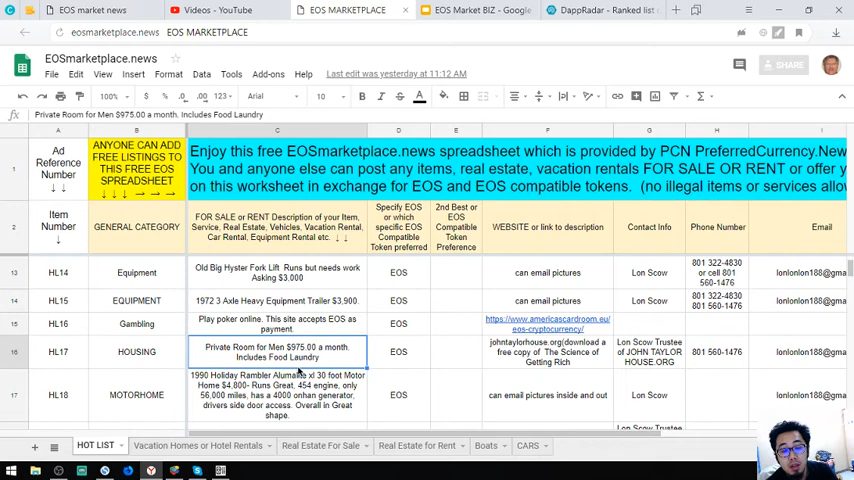 EOS market news
Videos - YouTube
EOS MARKETPLACE
EOS Market BIZ - Google
DappRadar - Ranked list
eosmarketplace.news EOS MARKETPLACE
EOSmarketplace.news
File Edit View Insert Format Data Tools Add-ons Help Last edit was yesterday at 11:12 AM
SHARE
100% $ % .0 .00 123 Arial 10 B I S A
Private Room for Men $975.00 a month. Includes Food Laundry
A B C D E F G H
1
Ad
Reference
Number
↓ ↓
ANYONE CAN ADD
FREE LISTINGS TO
THIS FREE EOS
SPREADSHEET
↓ ↓ ↓ → → →
Enjoy this free EOSmarketplace.news spreadsheet which is provided by PCN PreferredCurrency.New
You and anyone else can post any items, real estate, vacation rentals FOR SALE OR RENT or offer y
on this worksheet in exchange for EOS and EOS compatible tokens. (no illegal items or services allow
2
Item
Number
↓
GENERAL CATEGORY
FOR SALE or RENT Description of your Item,
Service, Real Estate, Vehicles, Vacation Rental,
Car Rental, Equipment Rental etc. ↓ ↓
Specify EOS
or which
specific EOS
Compatible
Token preferred
2nd Best or
EOS
Compatible
Token
Preference
WEBSITE or link to description
Contact Info
Phone Number
Email
13
HL14
Equipment
Old Big Hyster Fork Lift Runs but needs work
Asking $3,000
EOS
can email pictures
Lon Scow
801 322-4830
or cell 801
560-1476
lonlonlon188@gma
14
HL15
EQUIPMENT
1972 3 Axle Heavy Equipment Trailer $3,900.
EOS
can email pictures
Lon Scow
801 322-4830
801 560-1476
lonlonlon188@gma
15
HL16
Gambling
Play poker online. This site accepts EOS as
payment.
EOS
https://www.americascardroom.eu/
eos-cryptocurrency/
16
HL17
HOUSING
Private Room for Men $975.00 a month.
Includes Food Laundry
EOS
johntaylorhouse.org(download a
free copy of The Science of
Getting Rich
Lon Scow Trustee
of JOHN TAYLOR
HOUSE.ORG
801 560-1476
lonlonlon188@gma
17
HL18
MOTORHOME
1990 Holiday Rambler Alumalite xl 30 foot Motor
Home $4,800- Runs Great, 454 engine, only
56,000 miles, has a 4000 onhan generator,
drivers side door access. Overall in Great
shape.
EOS
can email pictures inside and out
Lon Scow
801 560-1476
lonlonlon188@gma
Lon Scow Trustee
HOT LIST Vacation Homes or Hotel Rentals Real Estate For Sale Real Estate for Rent Boats CARS